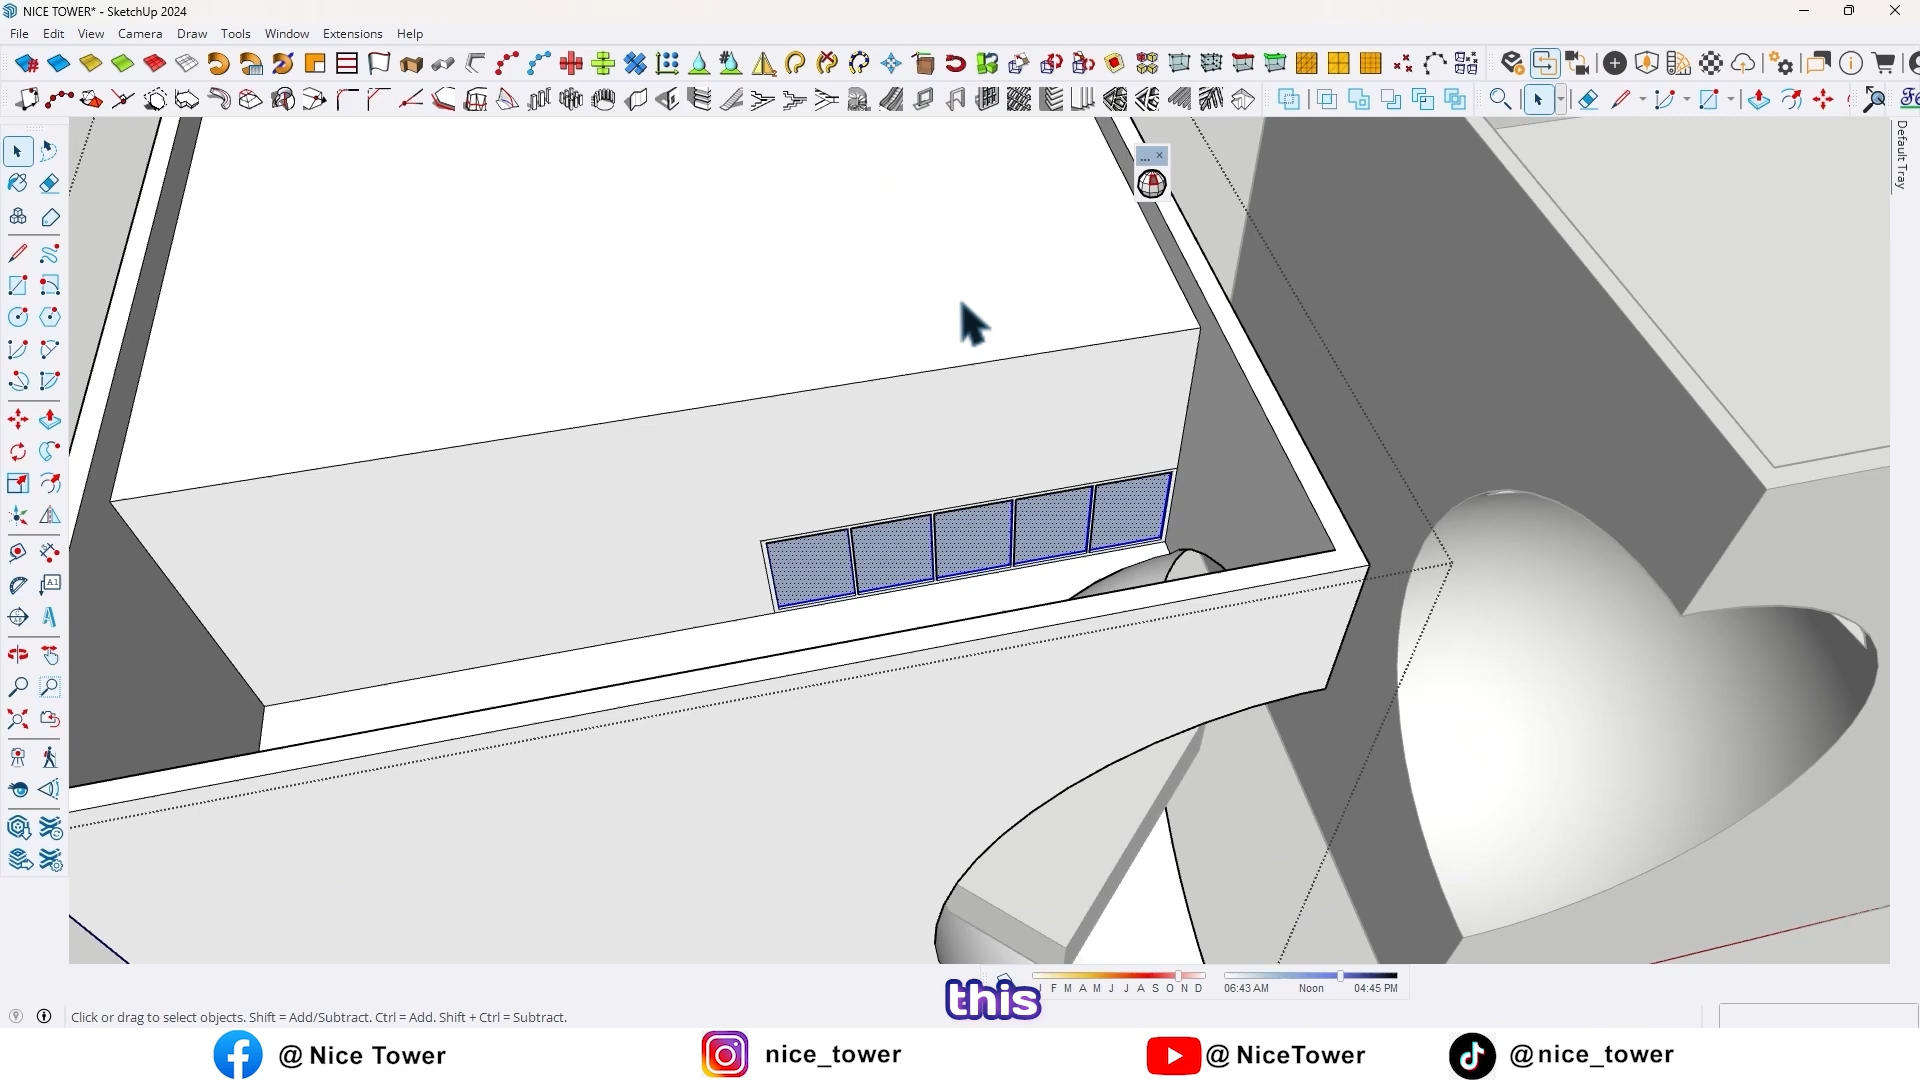 NICE TOWER* - SketchUp 2024
File Edit View Camera Draw Tools Window Extensions Help
Default Tray
...
A1
J F M A M J J A S O N D
06:43 AM Noon 04:45 PM
this
Click or drag to select objects. Shift = Add/Subtract. Ctrl = Add. Shift + Ctrl = Subtract.
@ Nice Tower
nice_tower
@ NiceTower
@nice_tower